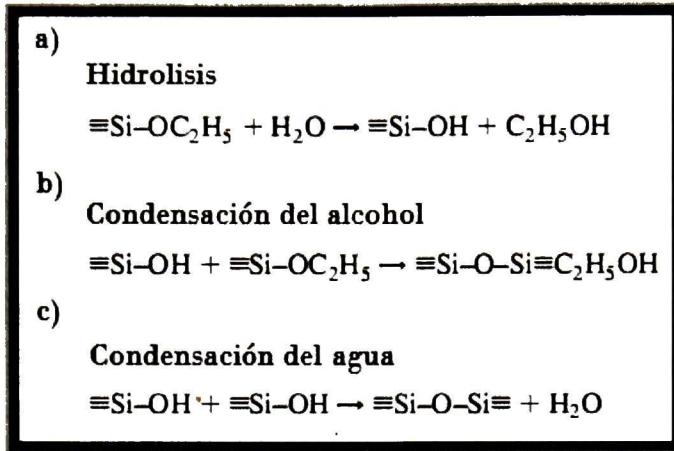 a)
Hidrolisis
≡Si–OC₂H₅ + H₂O → ≡Si–OH + C₂H₅OH
b)
Condensación del alcohol
≡Si–OH + ≡Si–OC₂H₅ → ≡Si–O–Si≡C₂H₅OH
c)
Condensación del agua
≡Si–OH + ≡Si–OH → ≡Si–O–Si≡ + H₂O